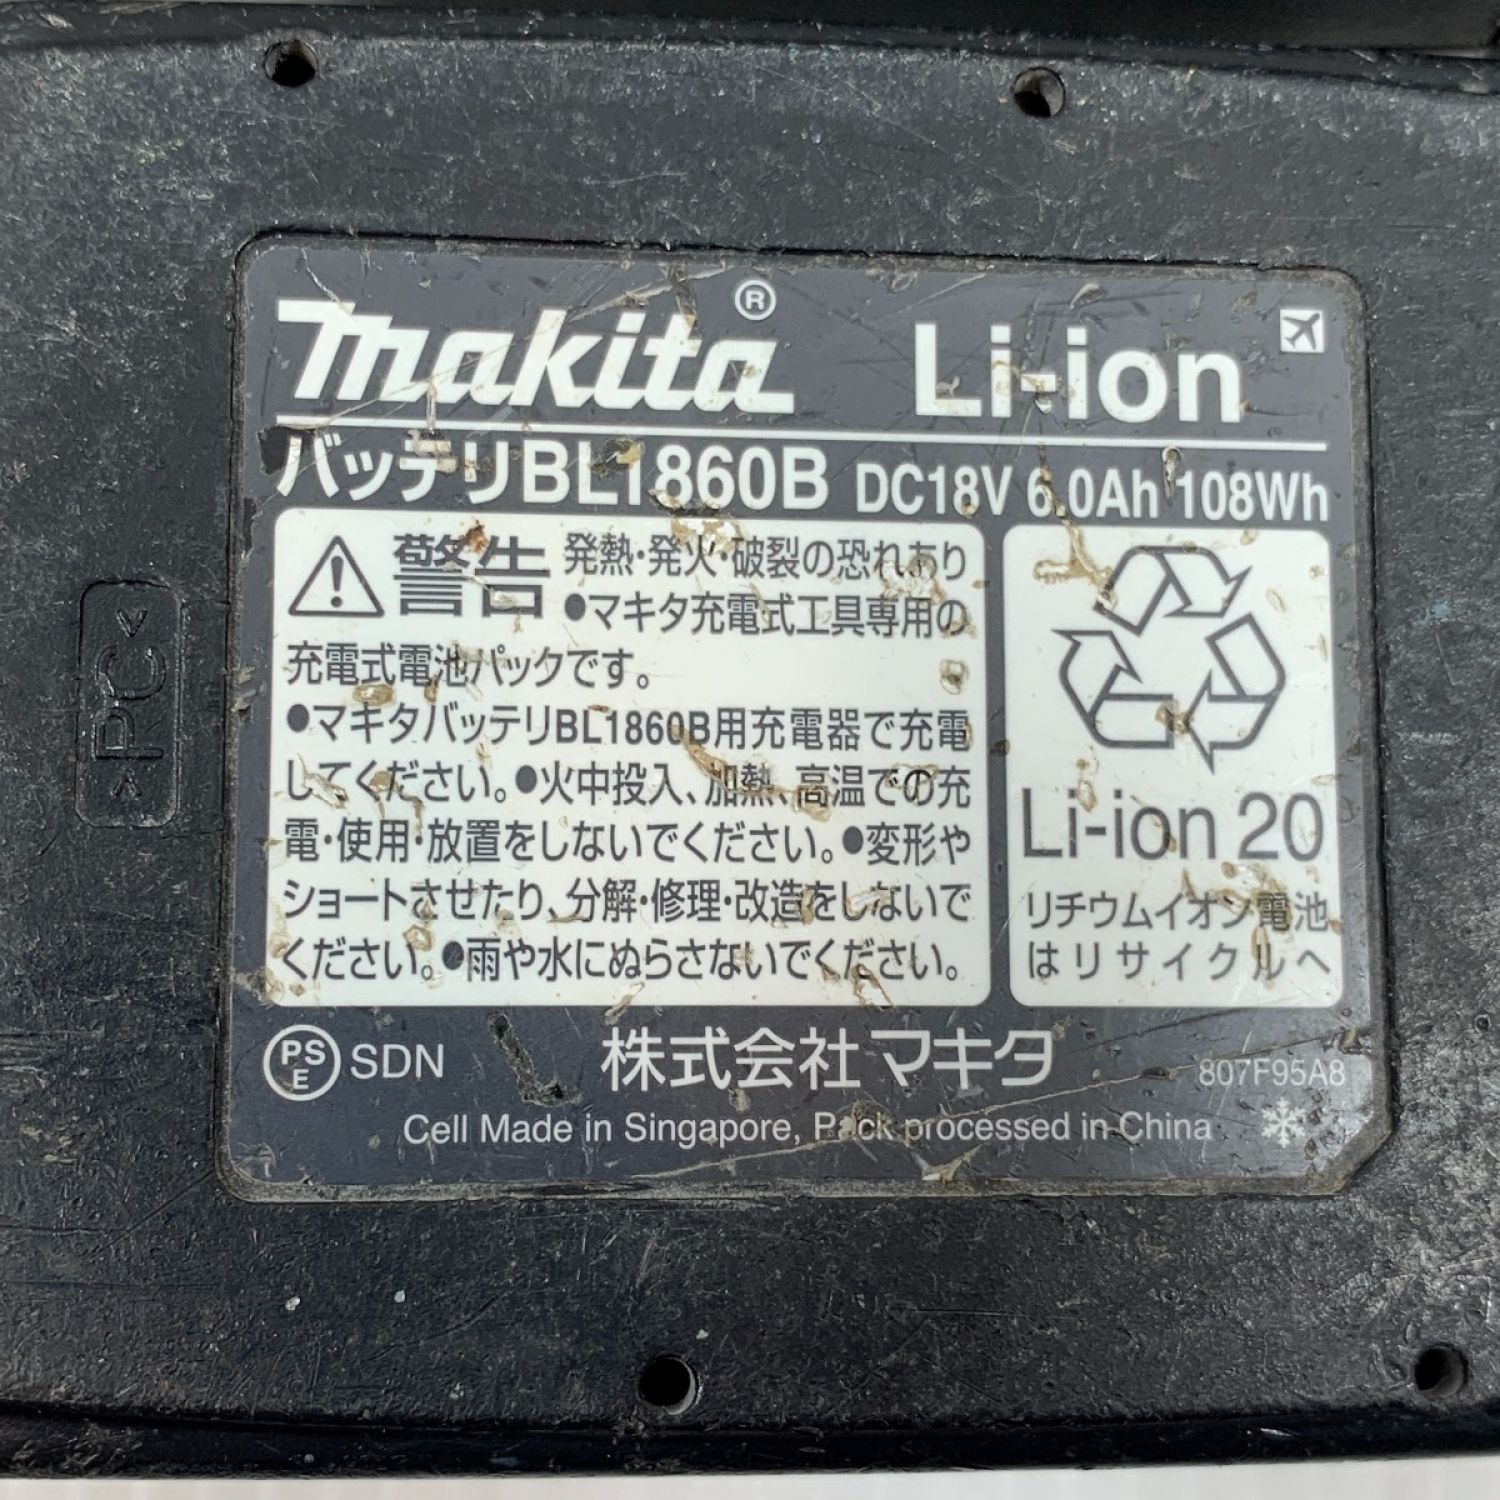 makita® Li-ion
バッテリBL1860B DC18V 6.0Ah 108Wh
警告 発熱・発火・破裂の恐れあり
●マキタ充電式工具専用の
充電式電池パックです。
●マキタバッテリBL1860B用充電器で充電
してください。●火中投入、加熱、高温での充
電・使用・放置をしないでください。●変形や
ショートさせたり、分解・修理・改造をしないで
ください。●雨や水にぬらさないでください。
Li-ion 20
リチウムイオン電池
はリサイクルへ
PSE SDN 株式会社マキタ 807F95A8
Cell Made in Singapore, Pack processed in China
>PC<